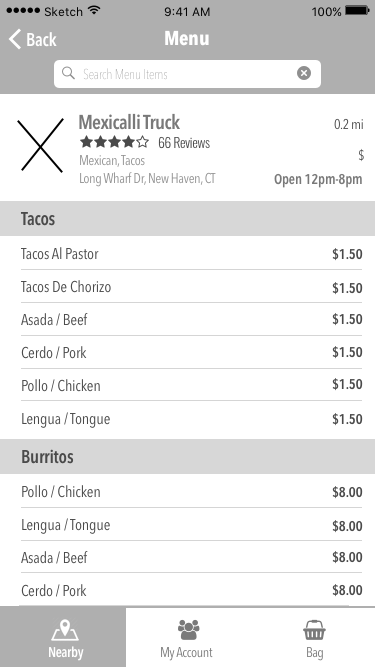 Sketch 9:41 AM 100%
Back Menu
Search Menu Items
Mexicalli Truck 0.2 mi
66 Reviews
Mexican, Tacos $
Long Wharf Dr, New Haven, CT Open 12pm-8pm
Tacos
Tacos Al Pastor $1.50
Tacos De Chorizo $1.50
Asada / Beef $1.50
Cerdo / Pork $1.50
Pollo / Chicken $1.50
Lengua / Tongue $1.50
Burritos
Pollo / Chicken $8.00
Lengua / Tongue $8.00
Asada / Beef $8.00
Cerdo / Pork $8.00
Nearby My Account Bag